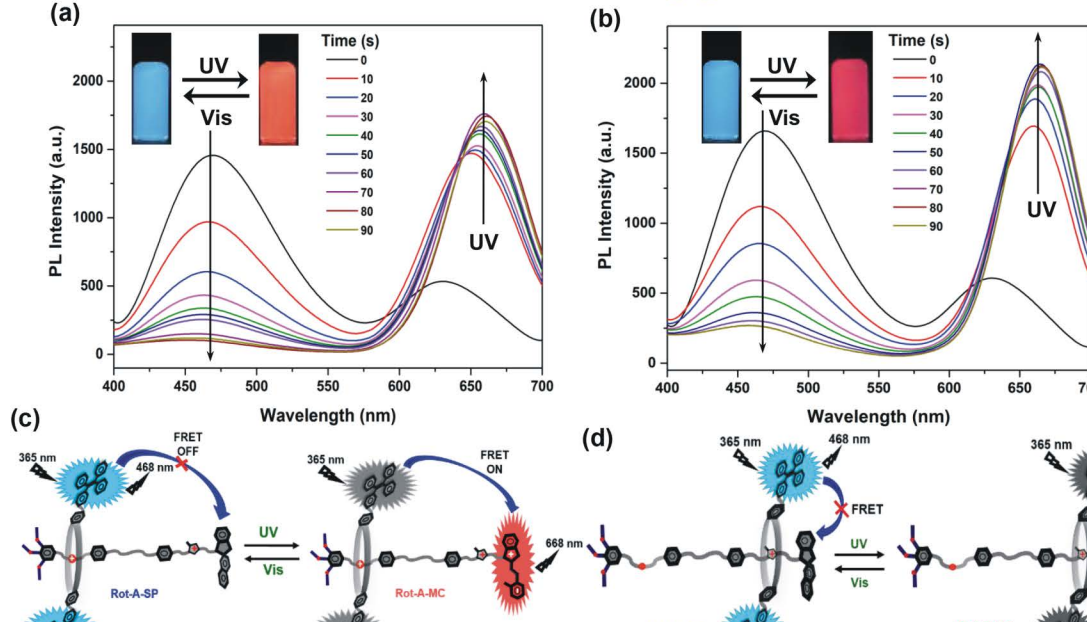 (a)
PL Intensity (a.u.)
2000
1500
1000
500
0
400
450
500
550
600
650
700
Wavelength (nm)
UV
Vis
Time (s)
0
10
20
30
40
50
60
70
80
90
UV
(b)
PL Intensity (a.u.)
2000
1500
1000
500
0
400
450
500
550
600
650
Wavelength (nm)
UV
Vis
Time (s)
0
10
20
30
40
50
60
70
80
90
UV
(c)
365 nm
FRET
OFF
468 nm
UV
Vis
Rot-A-SP
365 nm
FRET
ON
668 nm
Rot-A-MC
(d)
365 nm
468 nm
FRET
UV
Vis
365 nm